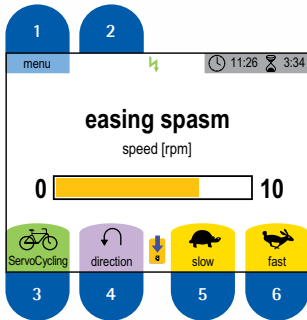 1 2
menu 11:26 3:34
easing spasm
speed [rpm]
0 10
ServoCycling direction slow fast
3 4 5 6